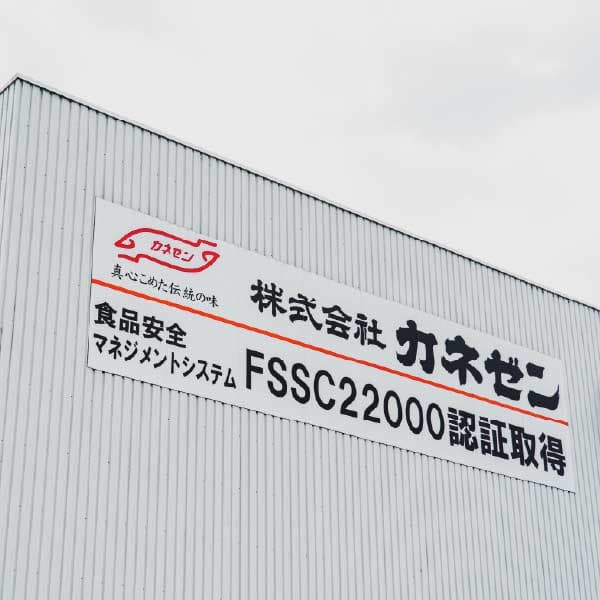 カネゼン
真心こめた伝統の味
株式会社 カネゼン
食品安全
マネジメントシステム FSSC22000認証取得